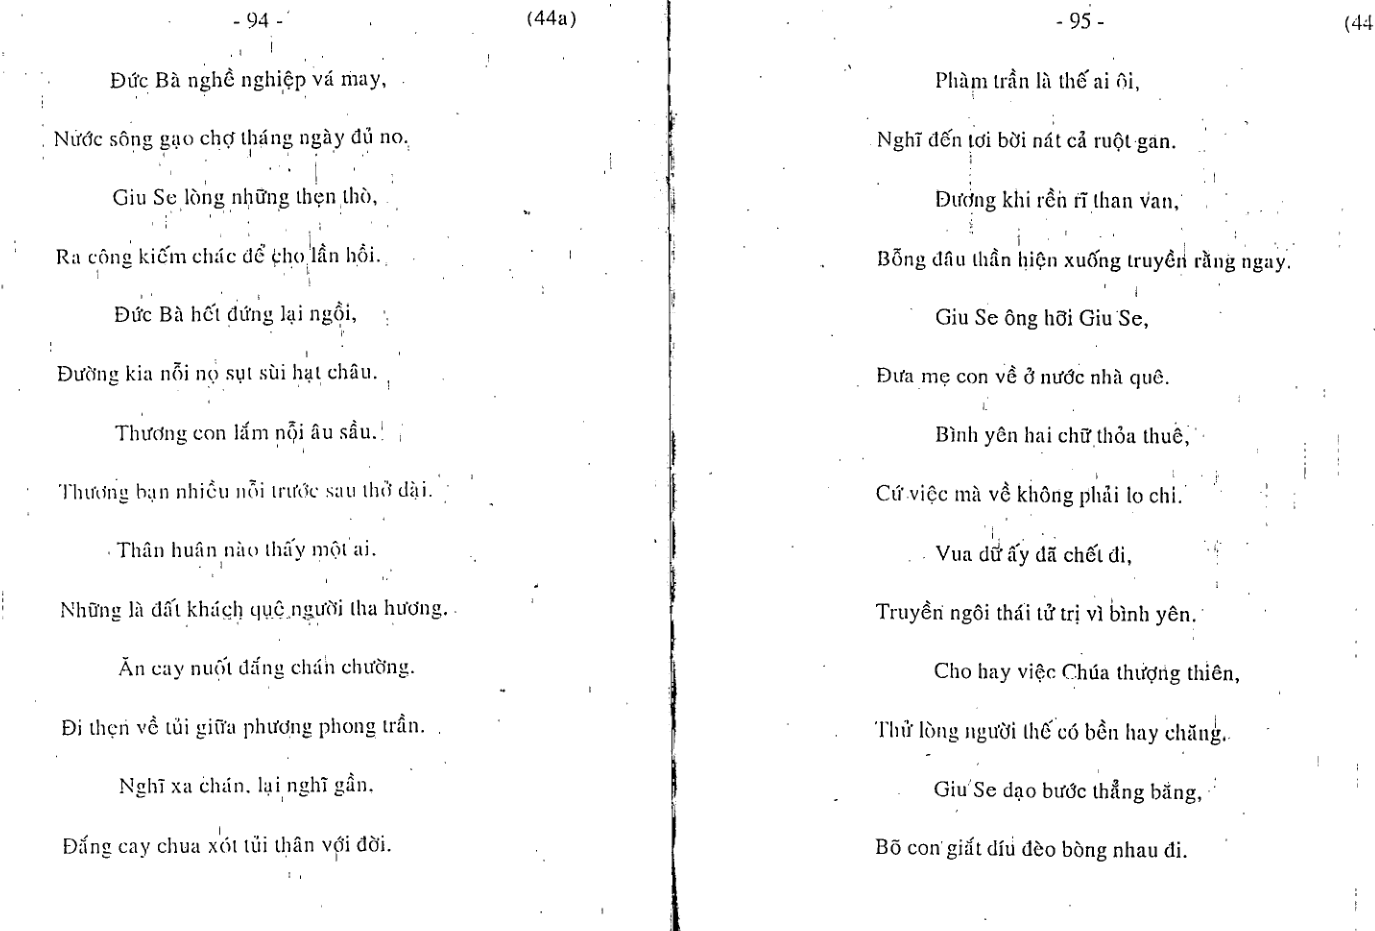 - 94 -
(44a)
Đức Bà nghề nghiệp vá may,
Nước sông gạo chợ tháng ngày đủ no.
Giu Se lòng những thẹn thò,
Ra công kiếm chác để cho lần hồi.
Đức Bà hết đứng lại ngồi,
Đường kia nỗi nọ sụt sùi hạt châu.
Thương con lắm nỗi âu sầu.
Thương bạn nhiều nỗi trước sau thở dài.
Thân huân nào thấy một ai.
Những là đất khách quê người tha hương.
Ăn cay nuốt đắng chán chường.
Đi thẹn về tủi giữa phương phong trần.
Nghĩ xa chán, lại nghĩ gần,
Đắng cay chua xót tủi thân với đời.
- 95 -
(44
Phàm trần là thế ai ôi,
Nghĩ đến tơi bời nát cả ruột gan.
Đương khi rền rĩ than van,
Bỗng đâu thần hiện xuống truyền rằng ngay.
Giu Se ông hỡi Giu Se,
Đưa mẹ con về ở nước nhà quê.
Bình yên hai chữ thỏa thuê,
Cứ việc mà về không phải lo chi.
Vua dữ ấy đã chết đi,
Truyền ngôi thái tử trị vì bình yên.
Cho hay việc Chúa thượng thiên,
Thử lòng người thế có bền hay chăng.
Giu Se dạo bước thẳng băng,
Bõ con giắt díu đèo bòng nhau đi.